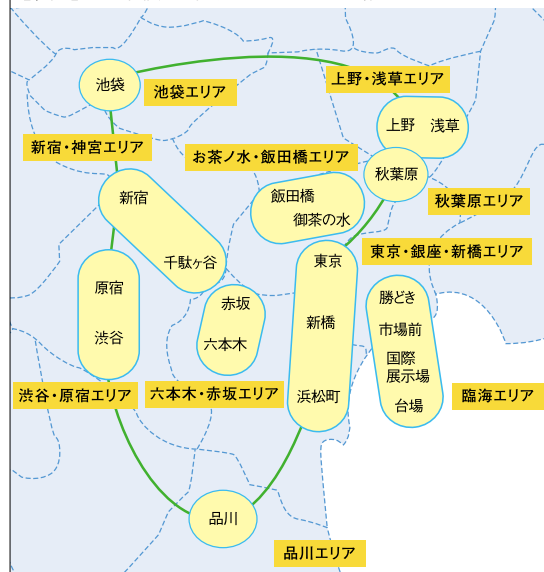 池袋
池袋エリア
上野・浅草エリア
上野
浅草
新宿・神宮エリア
お茶ノ水・飯田橋エリア
秋葉原
新宿
飯田橋
御茶の水
秋葉原エリア
千駄ヶ谷
東京
東京・銀座・新橋エリア
原宿
赤坂
勝どき
新橋
市場前
渋谷
六本木
国際
展示場
渋谷・原宿エリア
六本木・赤坂エリア
浜松町
台場
臨海エリア
品川
品川エリア